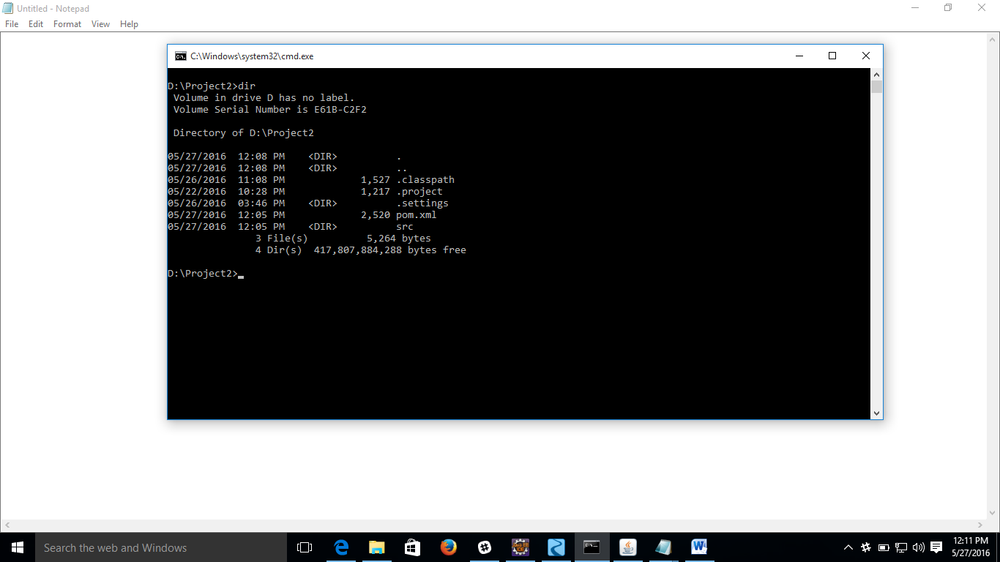 Untitled - Notepad
File Edit Format View Help
C:\Windows\system32\cmd.exe
D:\Project2>dir
Volume in drive D has no label.
Volume Serial Number is E61B-C2F2
Directory of D:\Project2
05/27/2016 12:08 PM <DIR> .
05/27/2016 12:08 PM <DIR> ..
05/26/2016 11:08 PM 1,527 .classpath
05/22/2016 10:28 PM 1,217 .project
05/26/2016 03:46 PM <DIR> .settings
05/27/2016 12:05 PM 2,520 pom.xml
05/27/2016 12:05 PM <DIR> src
3 File(s) 5,264 bytes
4 Dir(s) 417,807,884,288 bytes free
D:\Project2>
Search the web and Windows
12:11 PM
5/27/2016